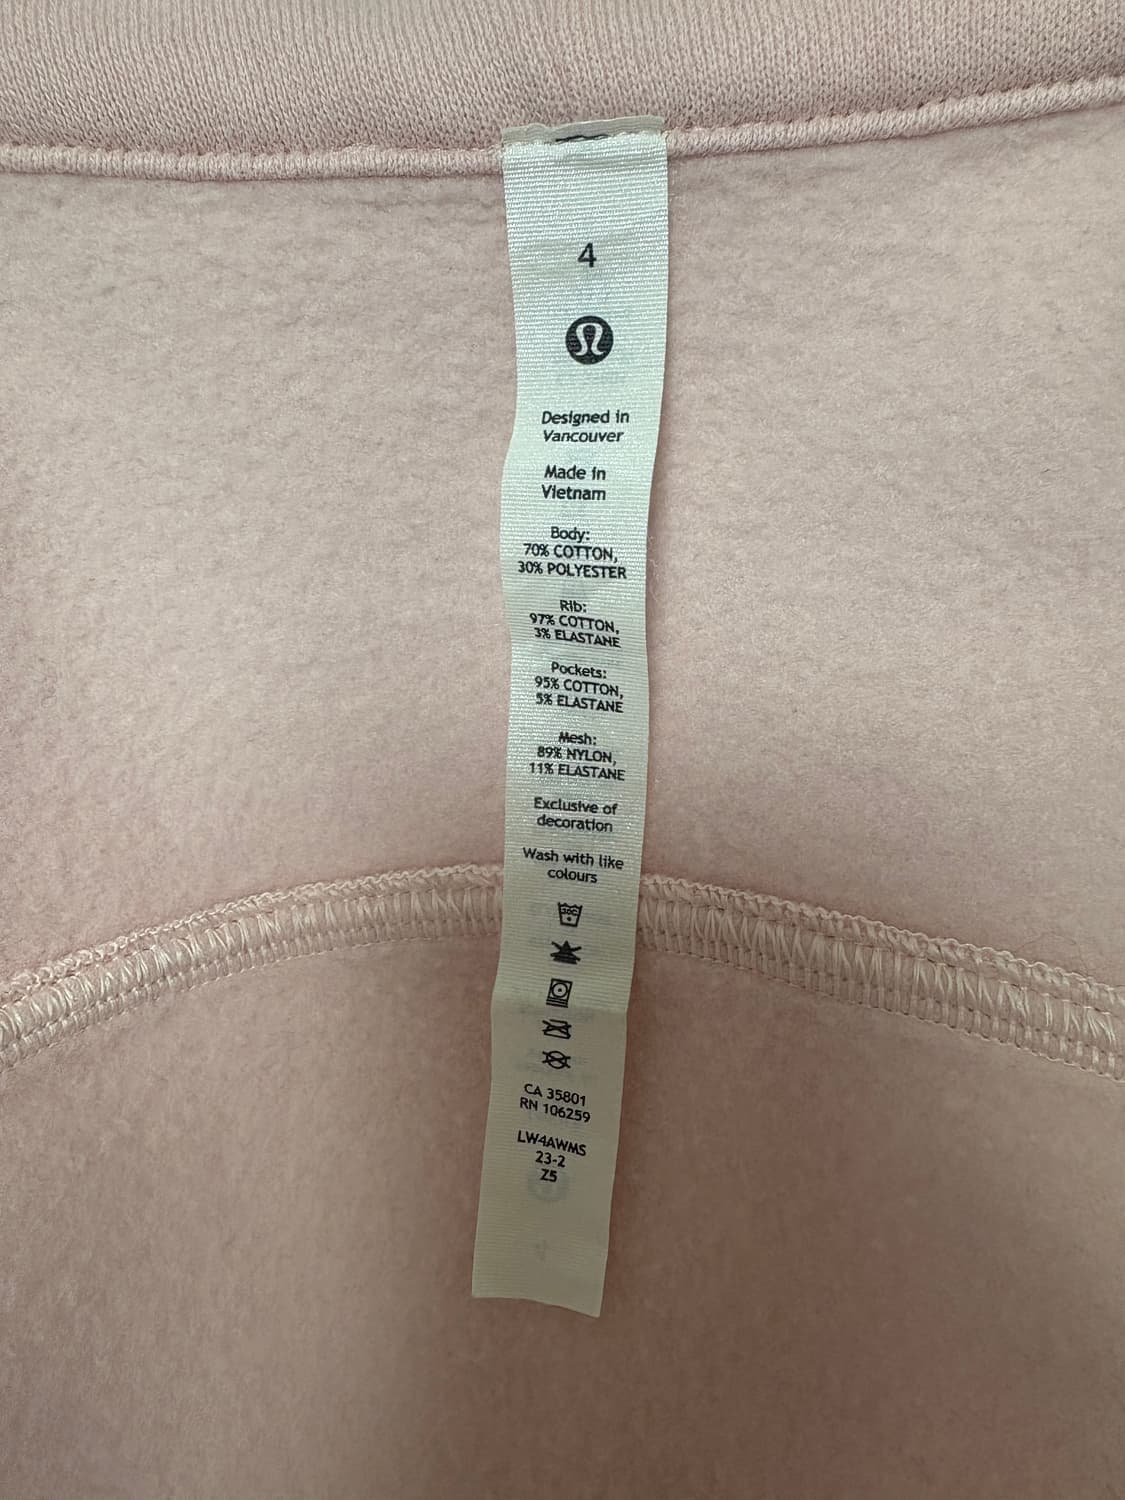 4
Designed in
Vancouver
Made in
Vietnam
Body:
70% COTTON,
30% POLYESTER
Rib:
97% COTTON,
3% ELASTANE
Pockets:
95% COTTON,
5% ELASTANE
Mesh:
89% NYLON,
11% ELASTANE
Exclusive of
decoration
Wash with like
colours
30C
CA 35801
RN 106259
LW4AWMS
23-2
Z5